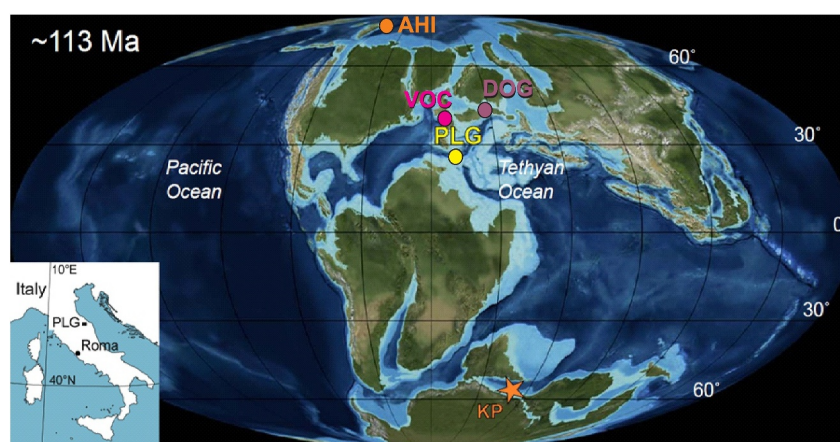 ~113 Ma
AHI
60˚
VOC
DOG
PLG
30˚
Pacific
Ocean
Tethyan
Ocean
0
10˚E
Italy
PLG
Roma
40˚N
30˚
60˚
KP